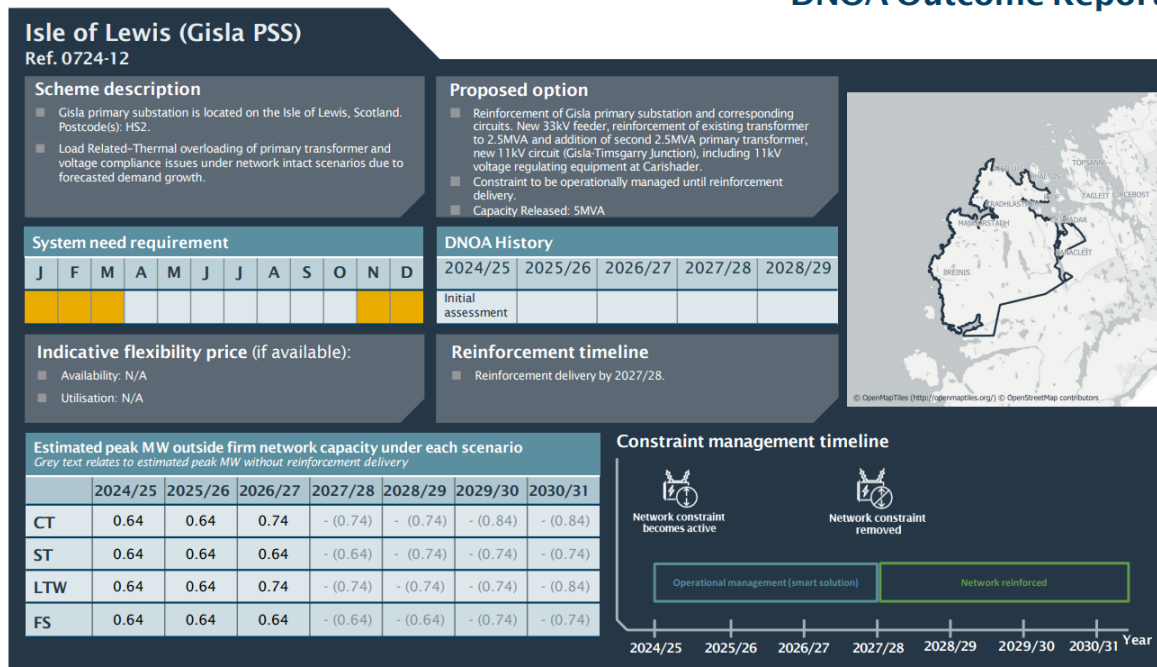 DNOA Outcome Report
Isle of Lewis (Gisla PSS)
Ref. 0724-12
Scheme description
Gisla primary substation is located on the Isle of Lewis, Scotland.
Postcode(s): HS2.
Load Related–Thermal overloading of primary transformer and
voltage compliance issues under network intact scenarios due to
forecasted demand growth.
Proposed option
Reinforcement of Gisla primary substation and corresponding
circuits. New 33kV feeder, reinforcement of existing transformer
to 2.5MVA and addition of second 2.5MVA primary transformer,
new 11kV circuit (Gisla-Timsgarry Junction), including 11kV
voltage regulating equipment at Carishader.
Constraint to be operationally managed until reinforcement
delivery.
Capacity Released: 5MVA
System need requirement
J F M A M J J A S O N D
DNOA History
2024/25 2025/26 2026/27 2027/28 2028/29
Initial
assessment
Indicative flexibility price (if available):
Availability: N/A
Utilisation: N/A
Reinforcement timeline
Reinforcement delivery by 2027/28.
TOPSANN
TACLEIT
BREINIS
© OpenMapTiles (http://openmaptiles.org/) © OpenStreetMap contributors
Estimated peak MW outside firm network capacity under each scenario
Grey text relates to estimated peak MW without reinforcement delivery
2024/25 2025/26 2026/27 2027/28 2028/29 2029/30 2030/31
CT 0.64 0.64 0.74 - (0.74) - (0.74) - (0.84) - (0.84)
ST 0.64 0.64 0.64 - (0.64) - (0.74) - (0.74) - (0.74)
LTW 0.64 0.64 0.74 - (0.74) - (0.74) - (0.74) - (0.84)
FS 0.64 0.64 0.64 - (0.64) - (0.64) - (0.74) - (0.74)
Constraint management timeline
Network constraint
becomes active
Network constraint
removed
Operational management (smart solution)
Network reinforced
2024/25 2025/26 2026/27 2027/28 2028/29 2029/30 2030/31 Year